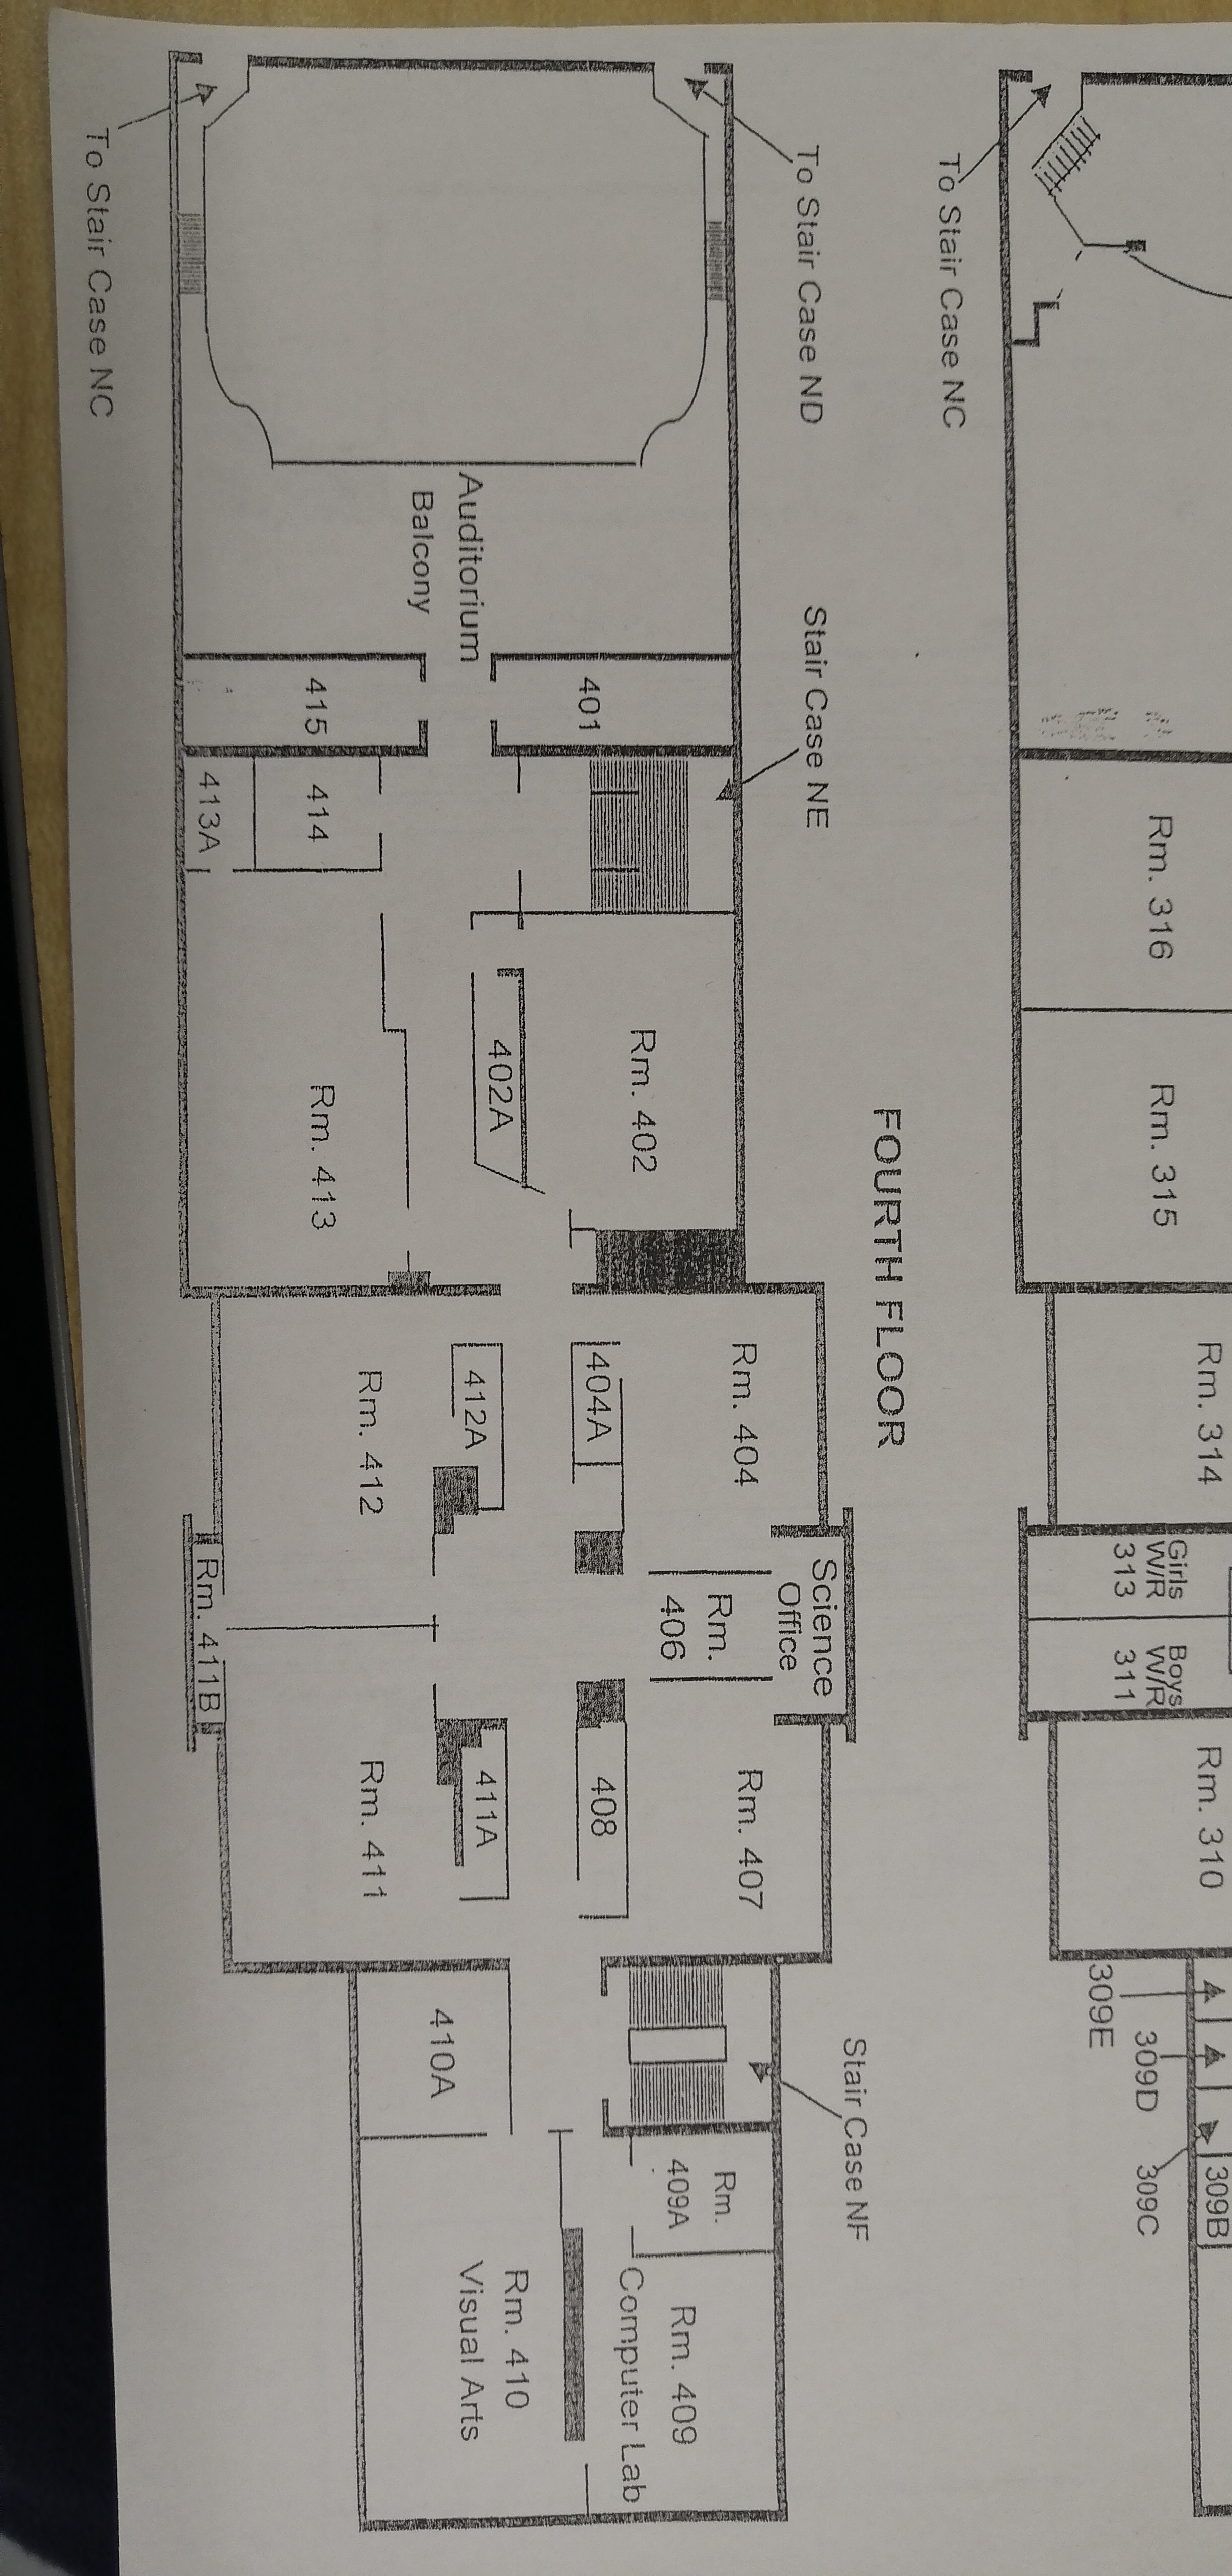 FOURTH FLOOR
To Stair Case ND
Stair Case NE
Stair Case NF
To Stair Case NC
Auditorium
Balcony
401
415
414
413A
Rm. 402
402A
Rm. 413
Rm. 404
404A
412A
Rm. 412
Science
Office
Rm.
406
Rm. 411B
Rm. 407
408
411A
Rm. 411
410A
Rm.
409A
Rm. 409
Computer Lab
Rm. 410
Visual Arts
To Stair Case NC
Rm. 316
Rm. 315
Rm. 314
Girls
W/R
313
Boys
W/R
311
Rm. 310
309E
309D
309C
309B